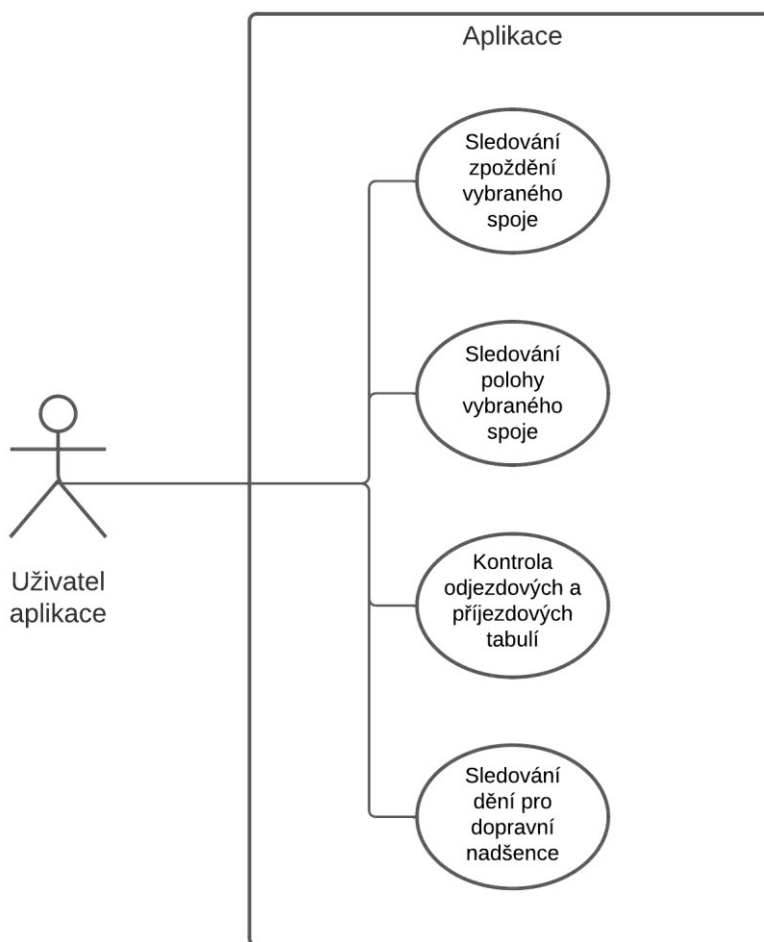 Aplikace
Sledování
zpoždění
vybraného
spoje
Sledování
polohy
vybraného
spoje
Uživatel
aplikace
Kontrola
odjezdových a
příjezdových
tabulí
Sledování
dění pro
dopravní
nadšence